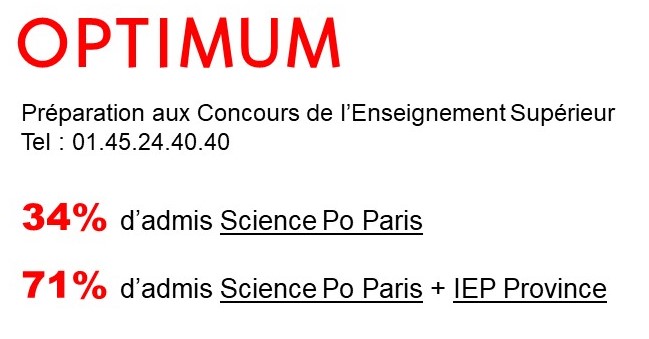 OPTIMUM
Préparation aux Concours de l’Enseignement Supérieur
Tel : 01.45.24.40.40
34% d’admis Science Po Paris
71% d’admis Science Po Paris + IEP Province